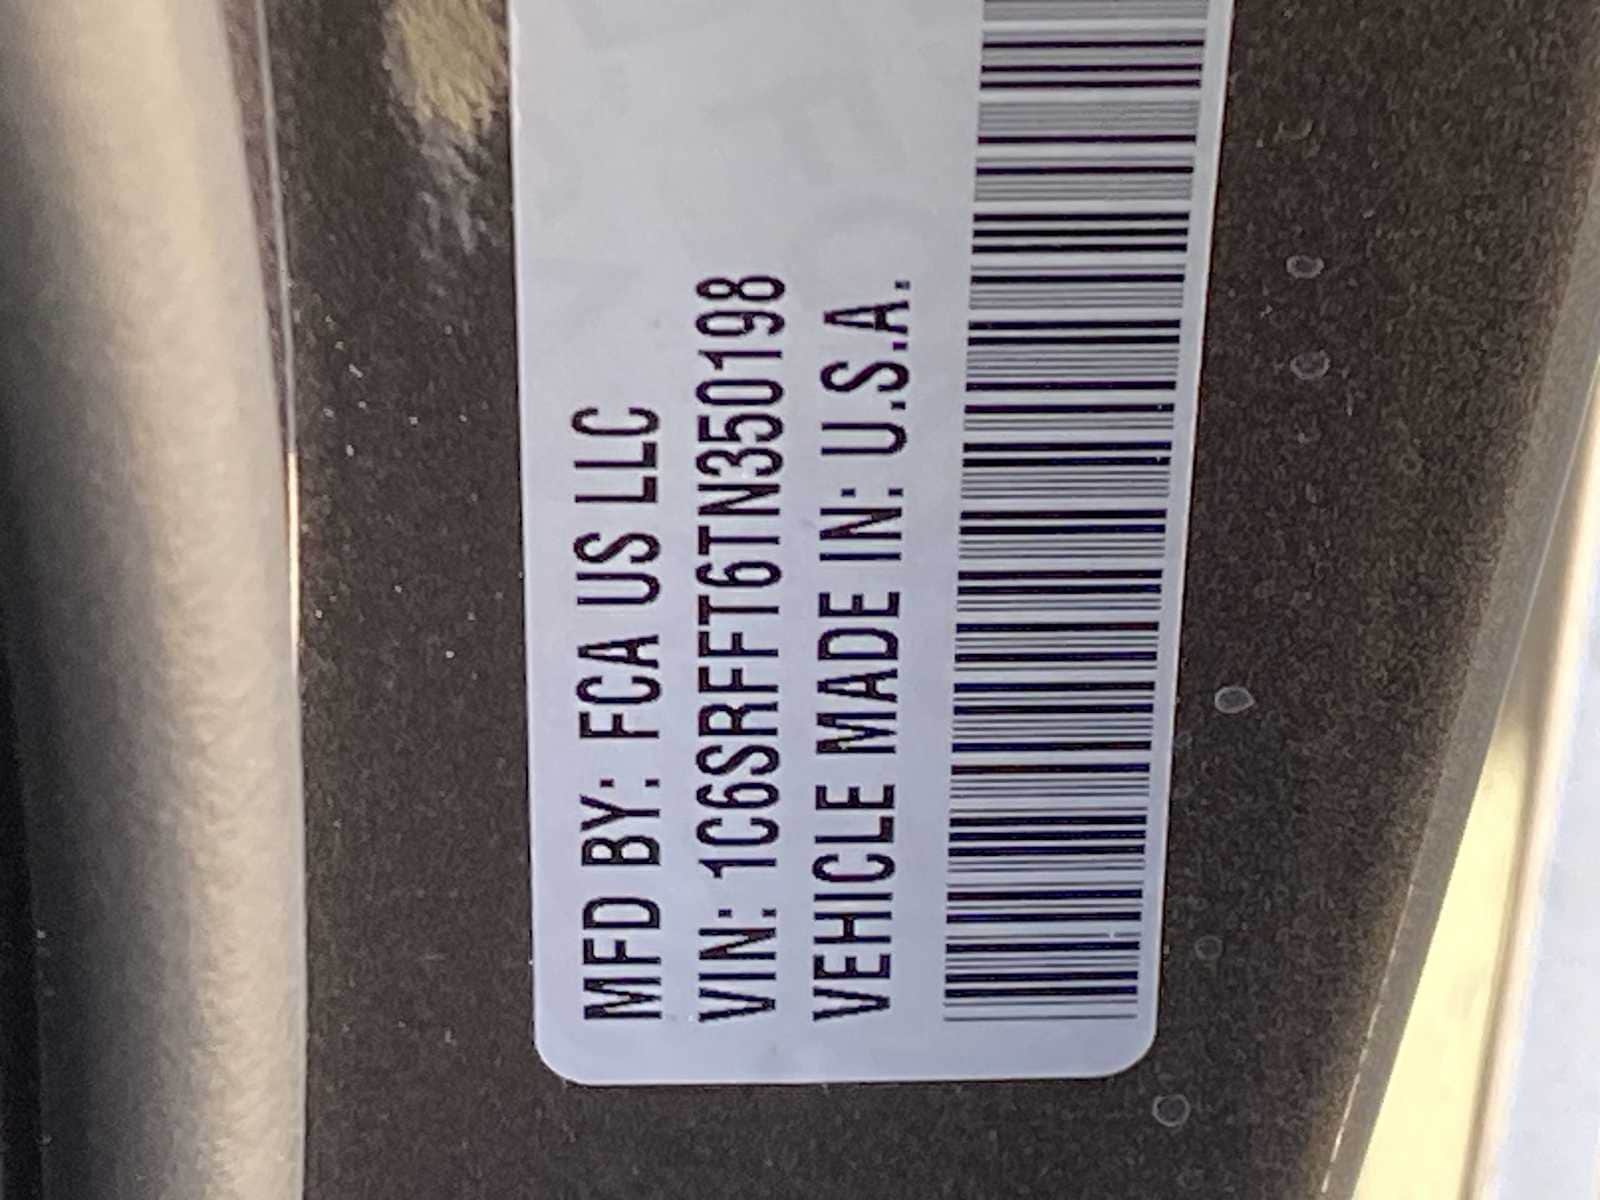 MFD BY: FCA US LLC
VIN: 1C6SRFFT6TN350198
VEHICLE MADE IN: U.S.A.